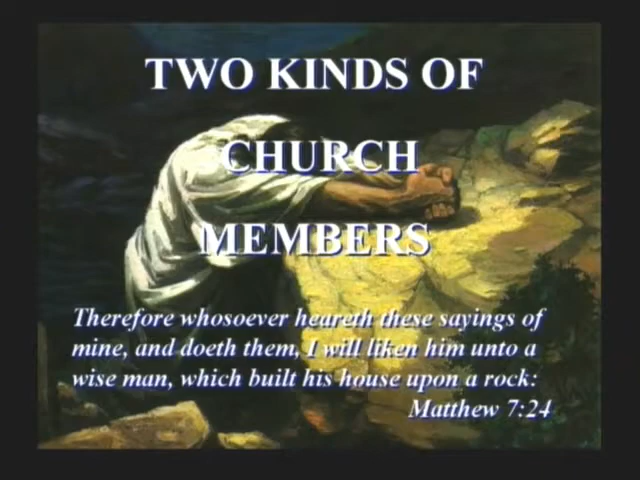 TWO KINDS OF
CHURCH
MEMBERS
Therefore whosoever heareth these sayings of
mine, and doeth them, I will liken him unto a
wise man, which built his house upon a rock:
Matthew 7:24